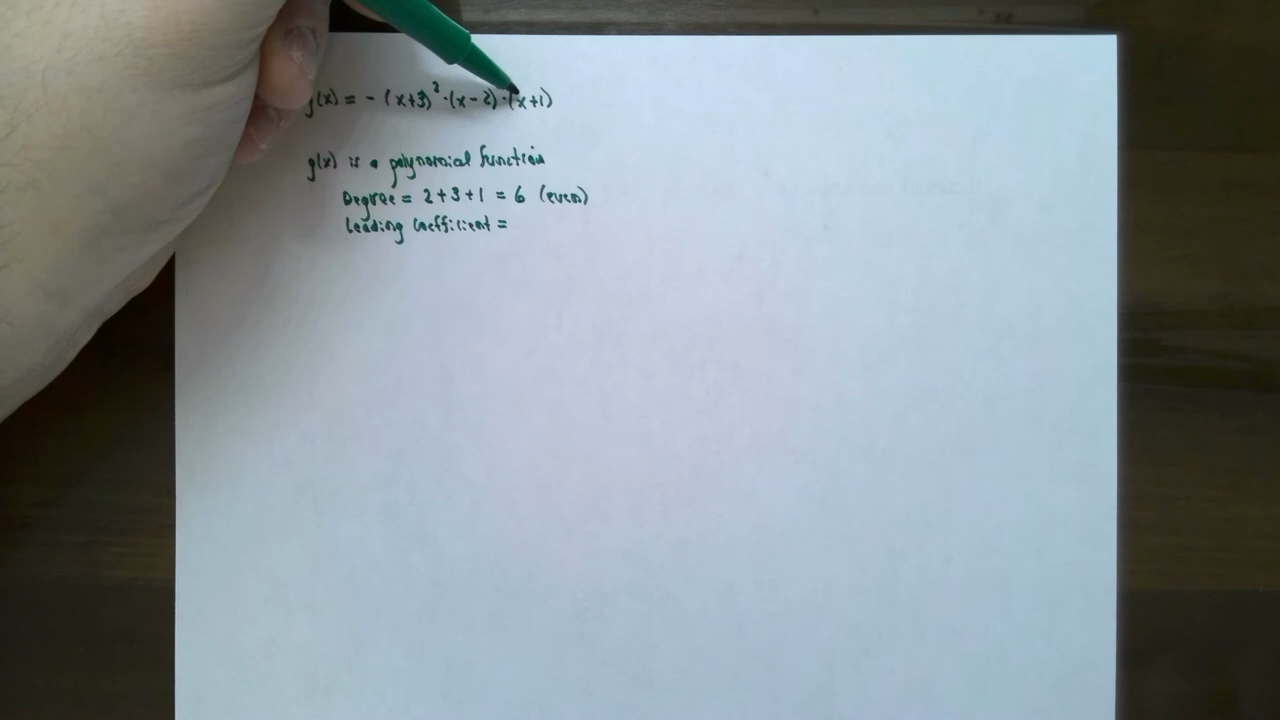 g(x) = - (x+3)²·(x-2)·(x+1)
g(x) is a polynomial function
Degree = 2+3+1 = 6 (even)
Leading Coefficient =